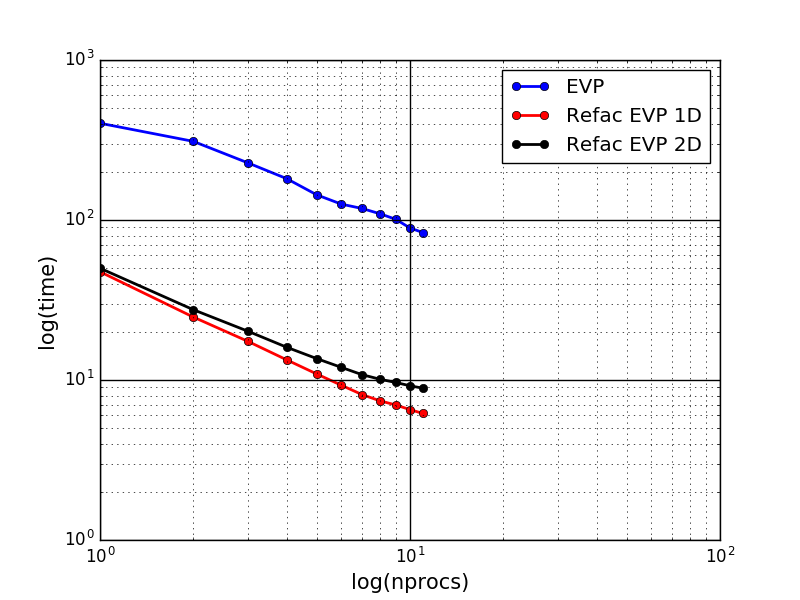 10³
EVP
Refac EVP 1D
Refac EVP 2D
10²
log(time)
10¹
10⁰
10⁰ 10¹ 10²
log(nprocs)